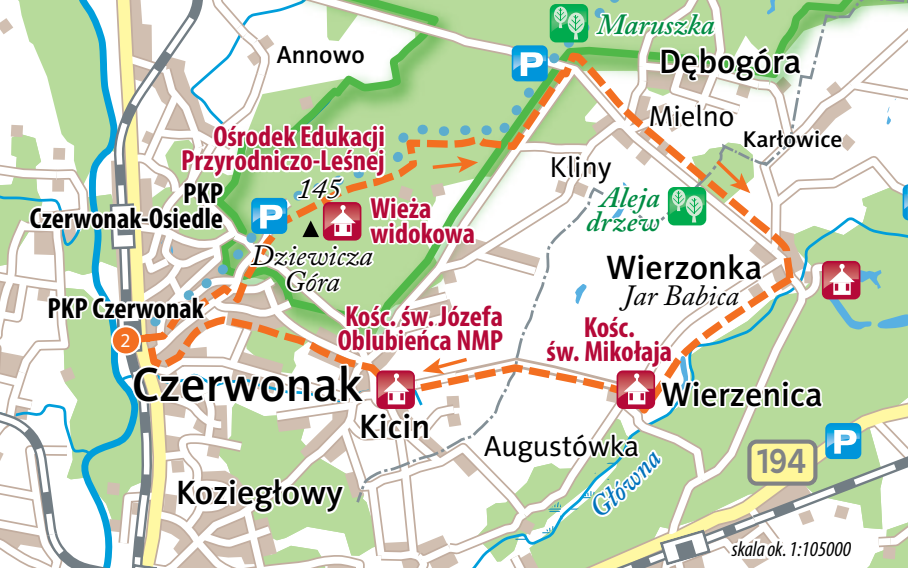 Maruszka
Annowo
P
Dębogóra
Mielno
Ośrodek Edukacji
Przyrodniczo-Leśnej
Karłowice
Kliny
145
PKP
Czerwonak-Osiedle
P
Wieża
widokowa
Aleja
drzew
Dziewicza
Góra
Wierzonka
Jar Babica
PKP Czerwonak
2
Kośc. św. Józefa
Oblubieńca NMP
Kośc.
św. Mikołaja
Czerwonak
Kicin
Wierzenica
Augustówka
P
194
Koziegłowy
Główna
skala ok. 1:105000